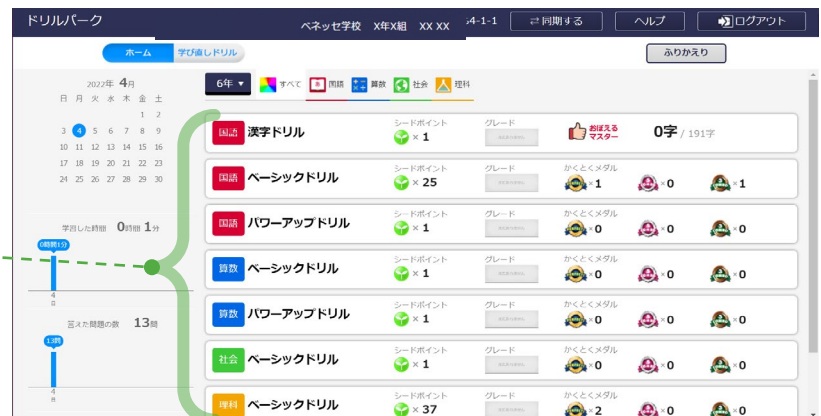 ドリルパーク
ベネッセ学校 X年X組 XX XX
4-1-1
同期する
ヘルプ
ログアウト
ホーム
学び直しドリル
ふりかえり
2022年 4月
日 月 火 水 木 金 土
1 2
3 4 5 6 7 8 9
10 11 12 13 14 15 16
17 18 19 20 21 22 23
24 25 26 27 28 29 30
学習した時間 0時間 1分
0時間1分
4
日
答えた問題の数 13問
13問
4
日
6年 ▼ すべて 国語 算数 社会 理科
国語 漢字ドリル シードポイント × 1 グレード おぼえるマスター 0字 / 191字
国語 ベーシックドリル シードポイント × 25 グレード かくとくメダル ×1 ×0 ×1
国語 パワーアップドリル シードポイント × 1 グレード かくとくメダル ×0 ×0 ×0
算数 ベーシックドリル シードポイント × 1 グレード かくとくメダル ×0 ×0 ×0
算数 パワーアップドリル シードポイント × 1 グレード かくとくメダル ×0 ×0 ×0
社会 ベーシックドリル シードポイント × 1 グレード かくとくメダル ×0 ×0 ×0
理科 ベーシックドリル シードポイント × 37 グレード かくとくメダル ×2 ×0 ×0